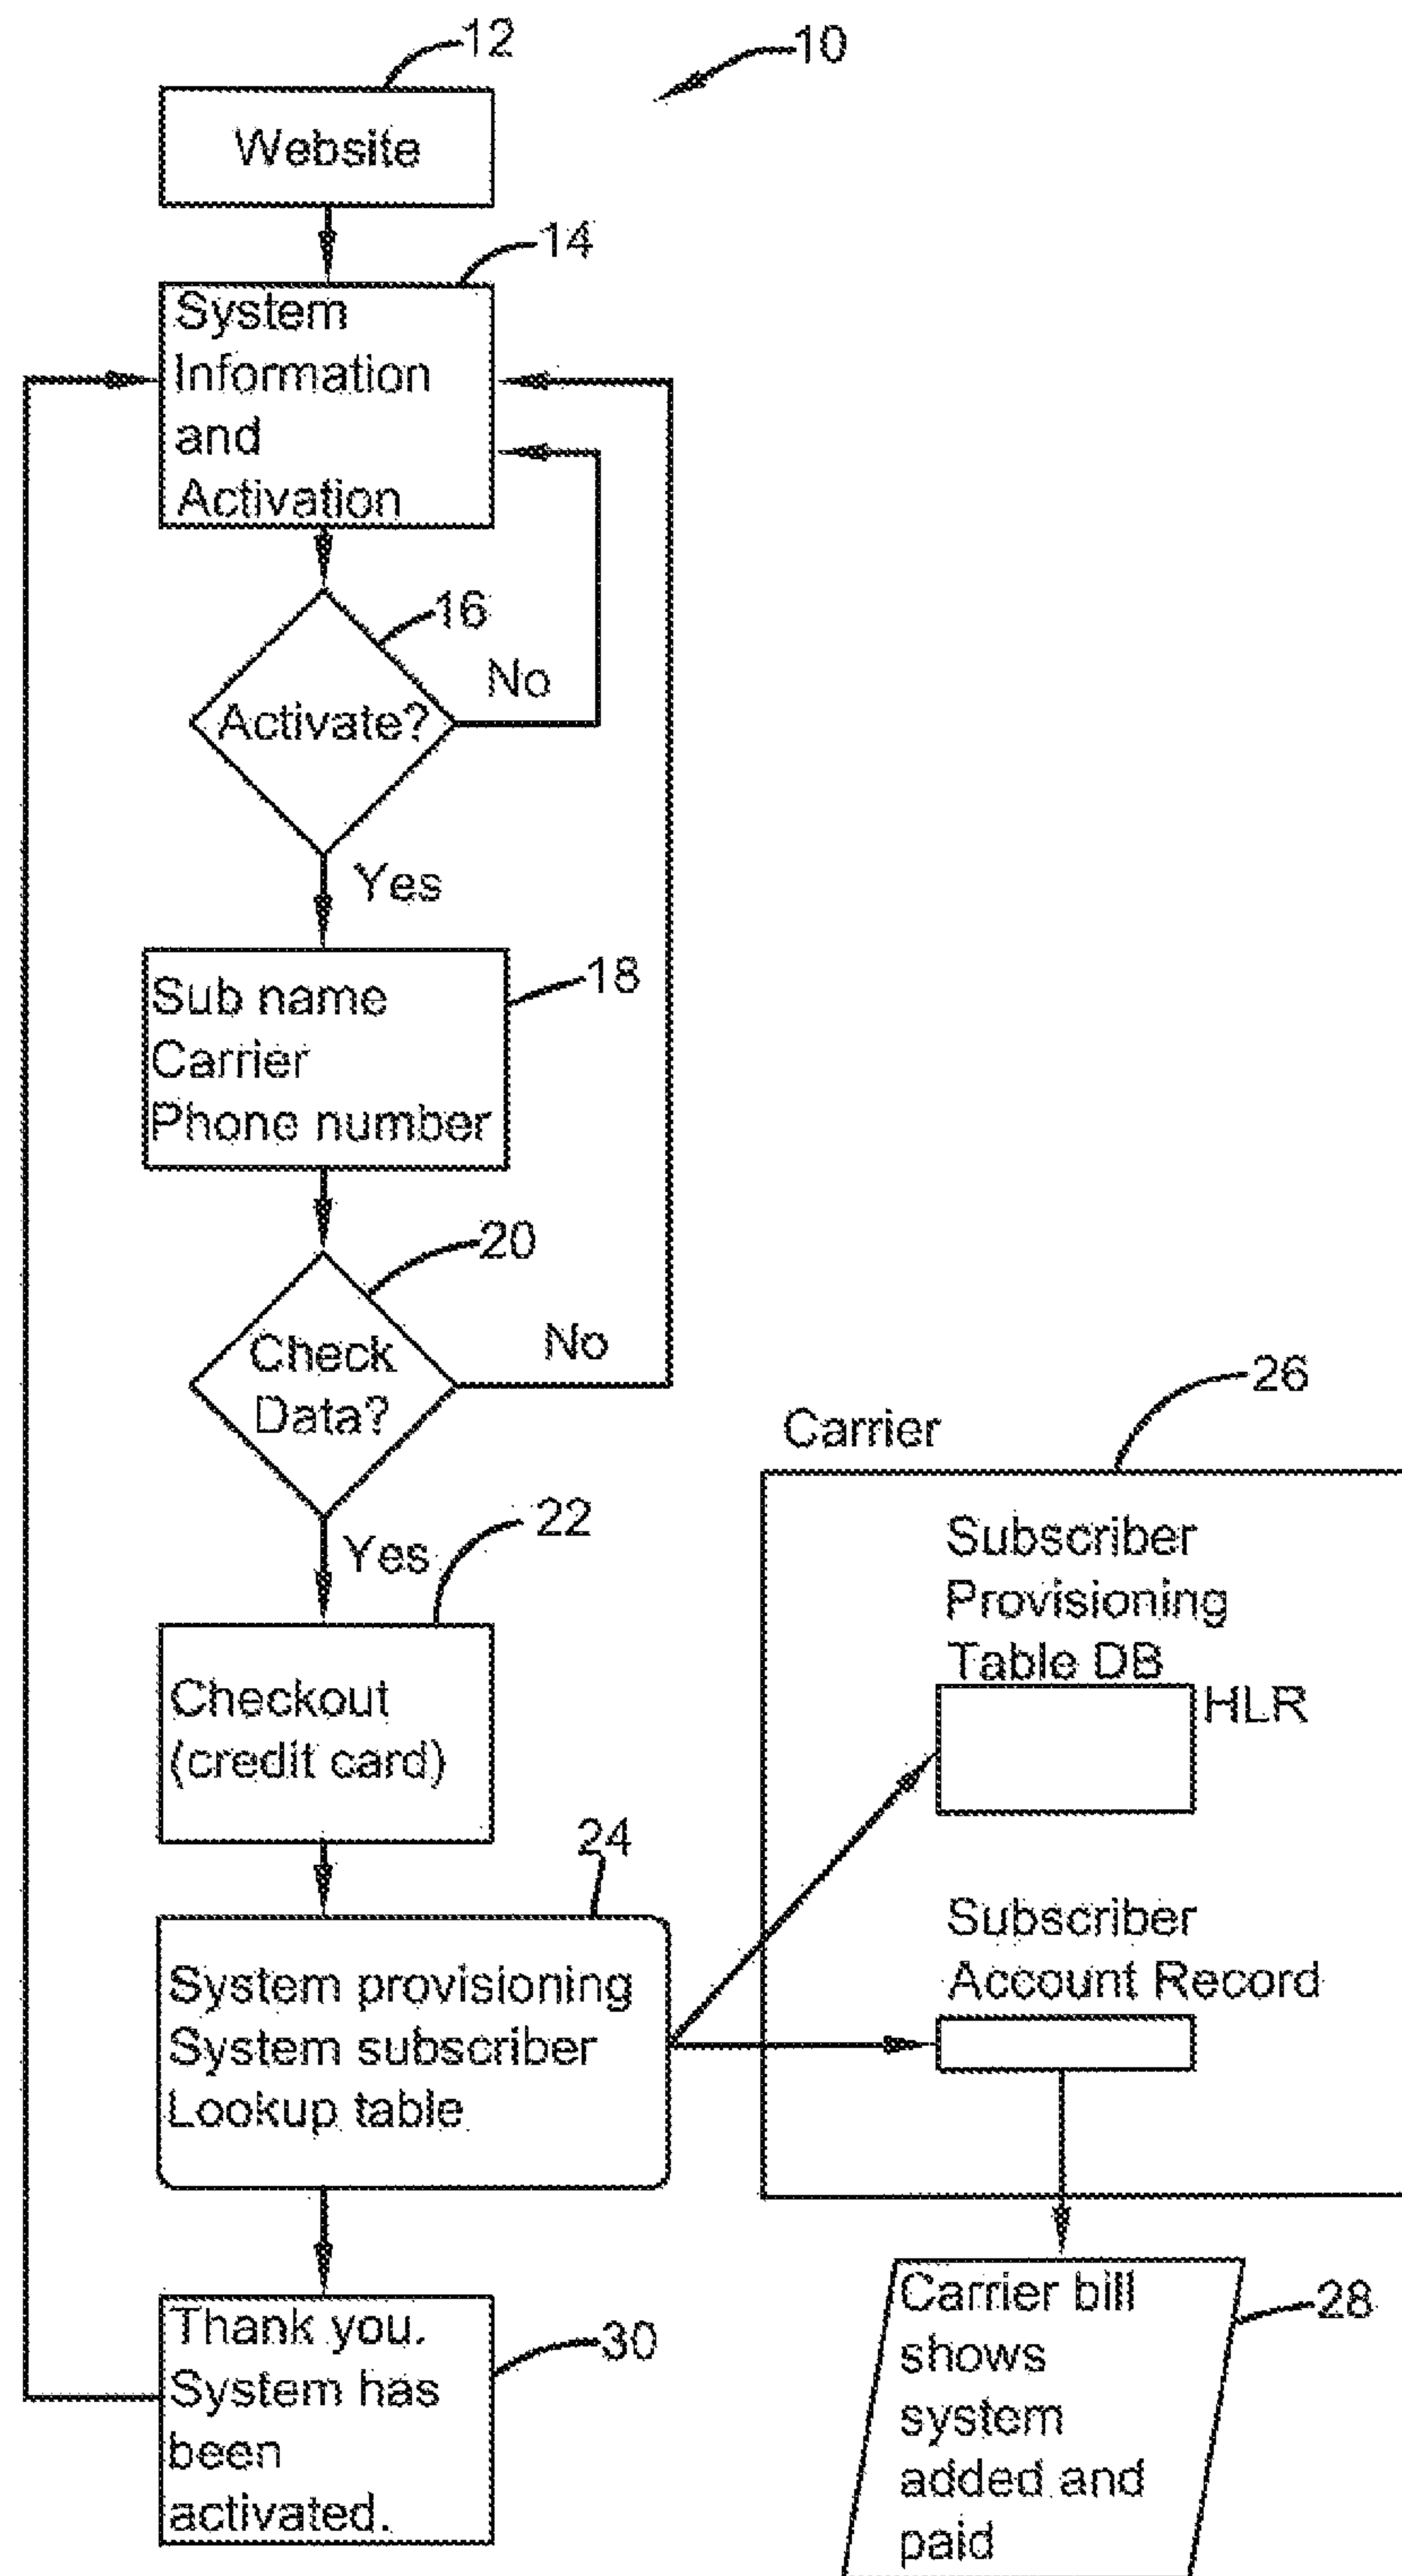 12
10
Website
14
System
Information
and
Activation
16
No
Activate?
Yes
18
Sub name
Carrier
Phone number
20
No
Check
Data?
Yes
22
Checkout
(credit card)
24
System provisioning
System subscriber
Lookup table
Thank you.
System has
been
activated.
30
26
Carrier
Subscriber
Provisioning
Table DB
HLR
Subscriber
Account Record
Carrier bill
shows
system
added and
paid
28